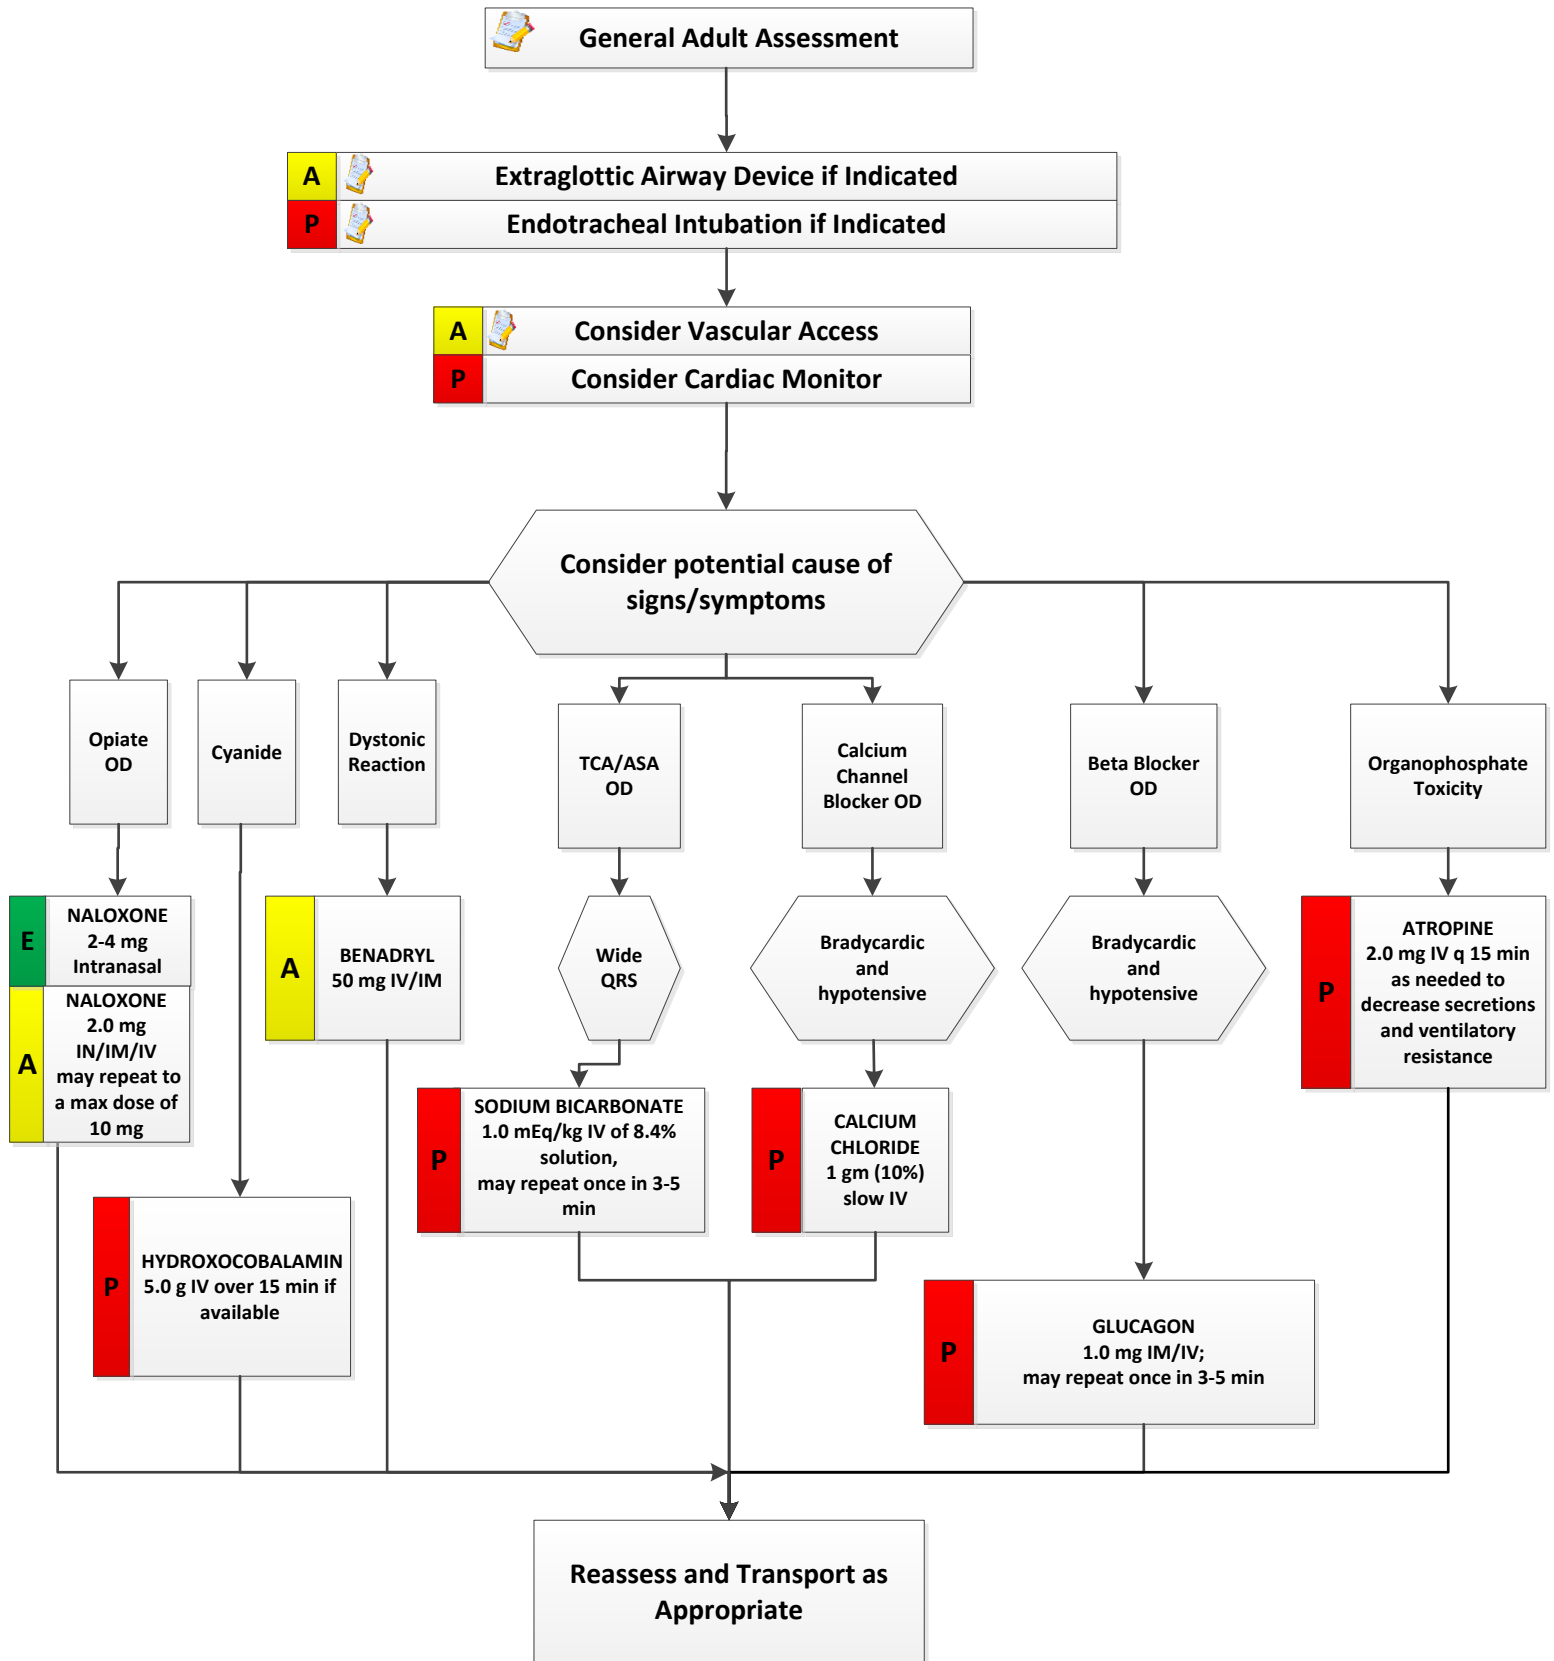 General Adult Assessment
A
Extraglottic Airway Device if Indicated
P
Endotracheal Intubation if Indicated
A
Consider Vascular Access
P
Consider Cardiac Monitor
Consider potential cause of
signs/symptoms
Opiate
OD
Cyanide
Dystonic
Reaction
TCA/ASA
OD
Calcium
Channel
Blocker OD
Beta Blocker
OD
Organophosphate
Toxicity
E
NALOXONE
2-4 mg
Intranasal
A
NALOXONE
2.0 mg
IN/IM/IV
may repeat to
a max dose of
10 mg
A
BENADRYL
50 mg IV/IM
Wide
QRS
Bradycardic
and
hypotensive
Bradycardic
and
hypotensive
P
ATROPINE
2.0 mg IV q 15 min
as needed to
decrease secretions
and ventilatory
resistance
P
SODIUM BICARBONATE
1.0 mEq/kg IV of 8.4%
solution,
may repeat once in 3-5
min
P
CALCIUM
CHLORIDE
1 gm (10%)
slow IV
P
HYDROXOCOBALAMIN
5.0 g IV over 15 min if
available
P
GLUCAGON
1.0 mg IM/IV;
may repeat once in 3-5 min
Reassess and Transport as
Appropriate